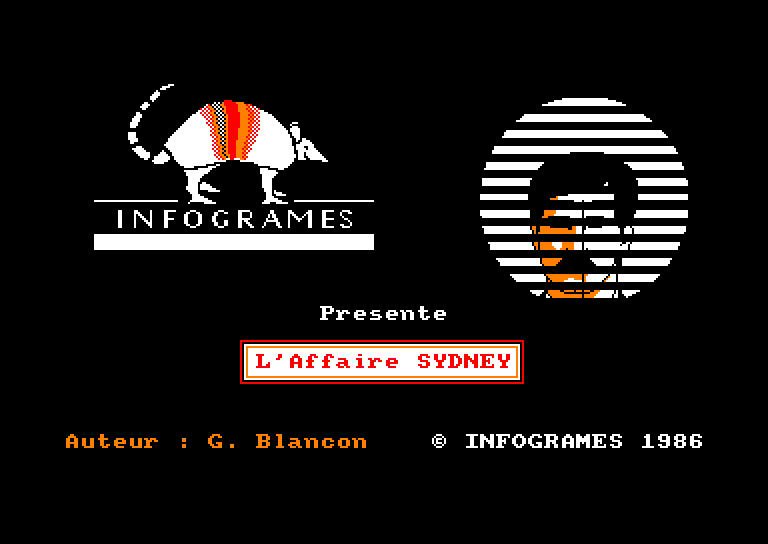 INFOGRAMES
Presente
L'Affaire SYDNEY
Auteur : G. Blancon © INFOGRAMES 1986